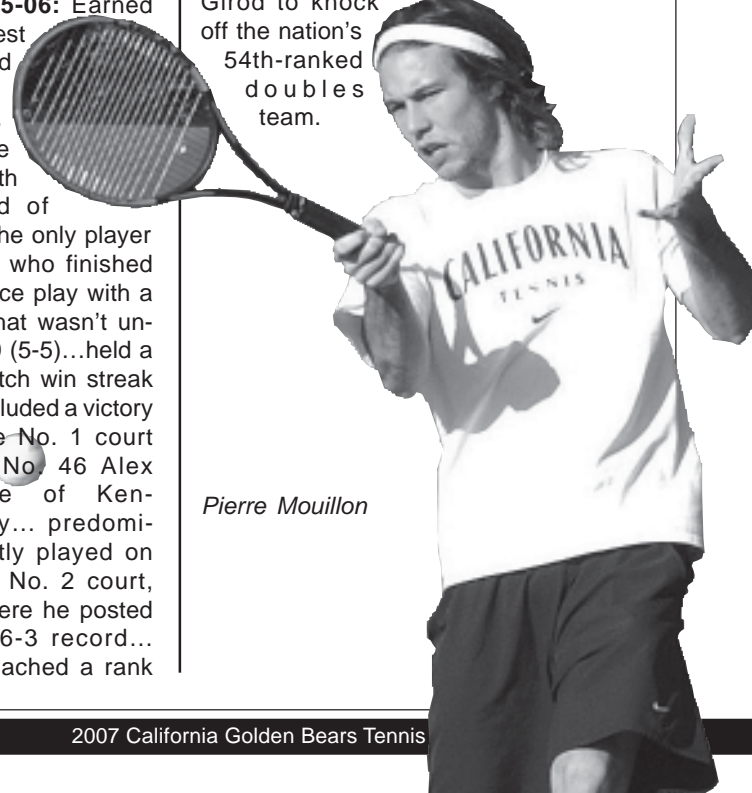 5-06: Earned
est
d
e
th
d of
he only player
who finished
ce play with a
hat wasn't un-
(5-5)…held a
tch win streak
cluded a victory
e No. 1 court
No. 46 Alex
e of Ken-
y… predomi-
tly played on
No. 2 court,
ere he posted
6-3 record…
ached a rank
Girod to knock
off the nation's
54th-ranked
doubles
team.
CALIFORNIA
TENNIS
Pierre Mouillon
2007 California Golden Bears Tennis